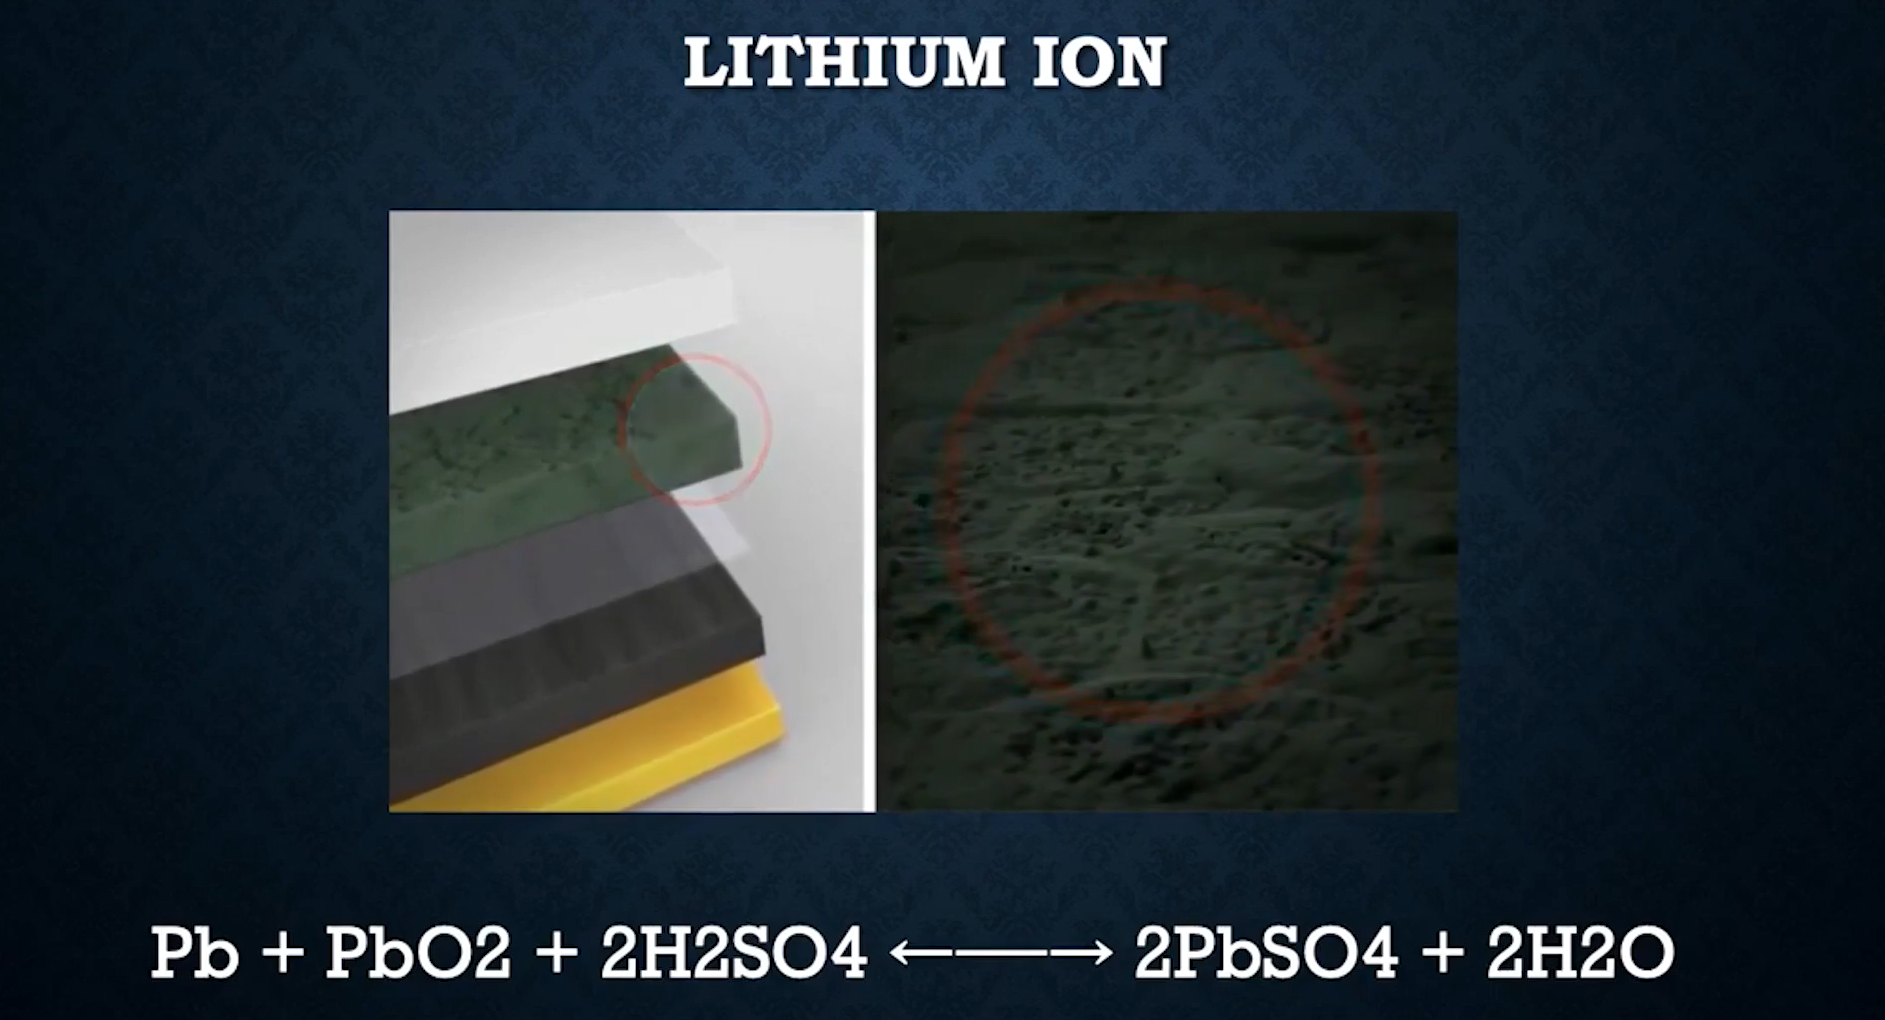 LITHIUM ION
Pb + PbO2 + 2H2SO4 ←——→ 2PbSO4 + 2H2O